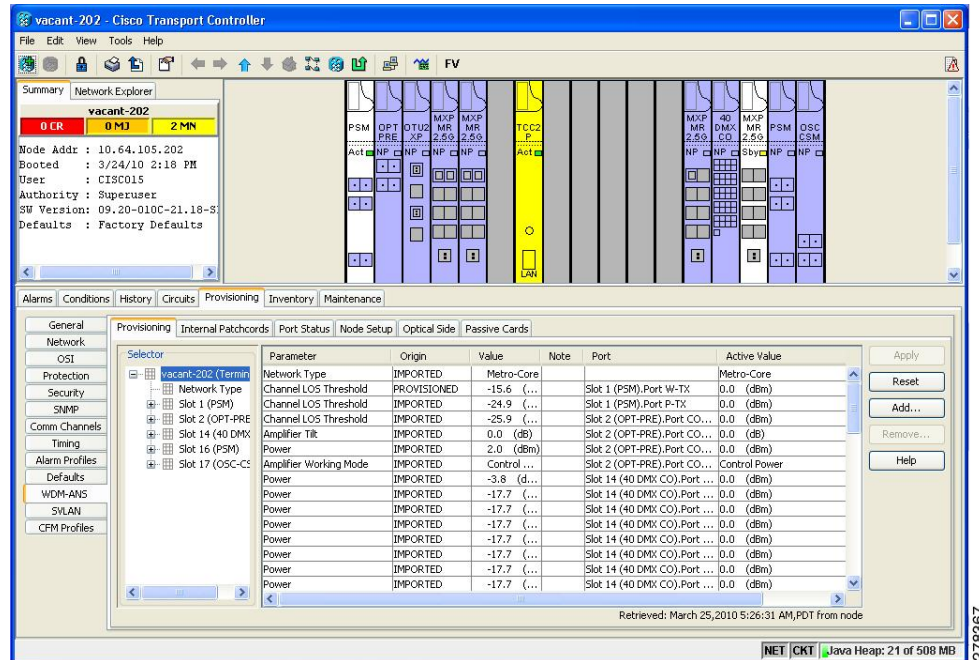 vacant-202 - Cisco Transport Controller
File Edit View Tools Help
FV
Summary Network Explorer
vacant-202
0 CR 0 MJ 2 MN
Node Addr : 10.64.105.202
Booted : 3/24/10 2:18 PM
User : CISCO15
Authority : Superuser
SW Version: 09.20-010C-21.18-S
Defaults : Factory Defaults
PSM OPT PRE OTU2 XP MXP MR 2.5G MXP MR 2.5G TCC2 P MXP MR 2.5G 40 DMX CO MXP MR 2.5G PSM OSC CSM
Act NP NP NP NP Act NP NP Sby NP NP
LAN
Alarms Conditions History Circuits Provisioning Inventory Maintenance
General
Network
OSI
Protection
Security
SNMP
Comm Channels
Timing
Alarm Profiles
Defaults
WDM-ANS
SVLAN
CFM Profiles
Provisioning Internal Patchcords Port Status Node Setup Optical Side Passive Cards
Selector
vacant-202 (Termin
Network Type
Slot 1 (PSM)
Slot 2 (OPT-PRE
Slot 14 (40 DMX
Slot 16 (PSM)
Slot 17 (OSC-CS
Parameter Origin Value Note Port Active Value
Network Type IMPORTED Metro-Core Metro-Core
Channel LOS Threshold PROVISIONED -15.6 (... Slot 1 (PSM).Port W-TX 0.0 (dBm)
Channel LOS Threshold IMPORTED -24.9 (... Slot 1 (PSM).Port P-TX 0.0 (dBm)
Channel LOS Threshold IMPORTED -25.9 (... Slot 2 (OPT-PRE).Port CO... 0.0 (dBm)
Amplifier Tilt IMPORTED 0.0 (dB) Slot 2 (OPT-PRE).Port CO... 0.0 (dB)
Power IMPORTED 2.0 (dBm) Slot 2 (OPT-PRE).Port CO... 0.0 (dBm)
Amplifier Working Mode IMPORTED Control ... Slot 2 (OPT-PRE).Port CO... Control Power
Power IMPORTED -3.8 (d... Slot 14 (40 DMX CO).Port ... 0.0 (dBm)
Power IMPORTED -17.7 (... Slot 14 (40 DMX CO).Port ... 0.0 (dBm)
Power IMPORTED -17.7 (... Slot 14 (40 DMX CO).Port ... 0.0 (dBm)
Power IMPORTED -17.7 (... Slot 14 (40 DMX CO).Port ... 0.0 (dBm)
Power IMPORTED -17.7 (... Slot 14 (40 DMX CO).Port ... 0.0 (dBm)
Power IMPORTED -17.7 (... Slot 14 (40 DMX CO).Port ... 0.0 (dBm)
Power IMPORTED -17.7 (... Slot 14 (40 DMX CO).Port ... 0.0 (dBm)
Power IMPORTED -17.7 (... Slot 14 (40 DMX CO).Port ... 0.0 (dBm)
Apply
Reset
Add...
Remove...
Help
Retrieved: March 25,2010 5:26:31 AM,PDT from node
NET CKT Java Heap: 21 of 508 MB